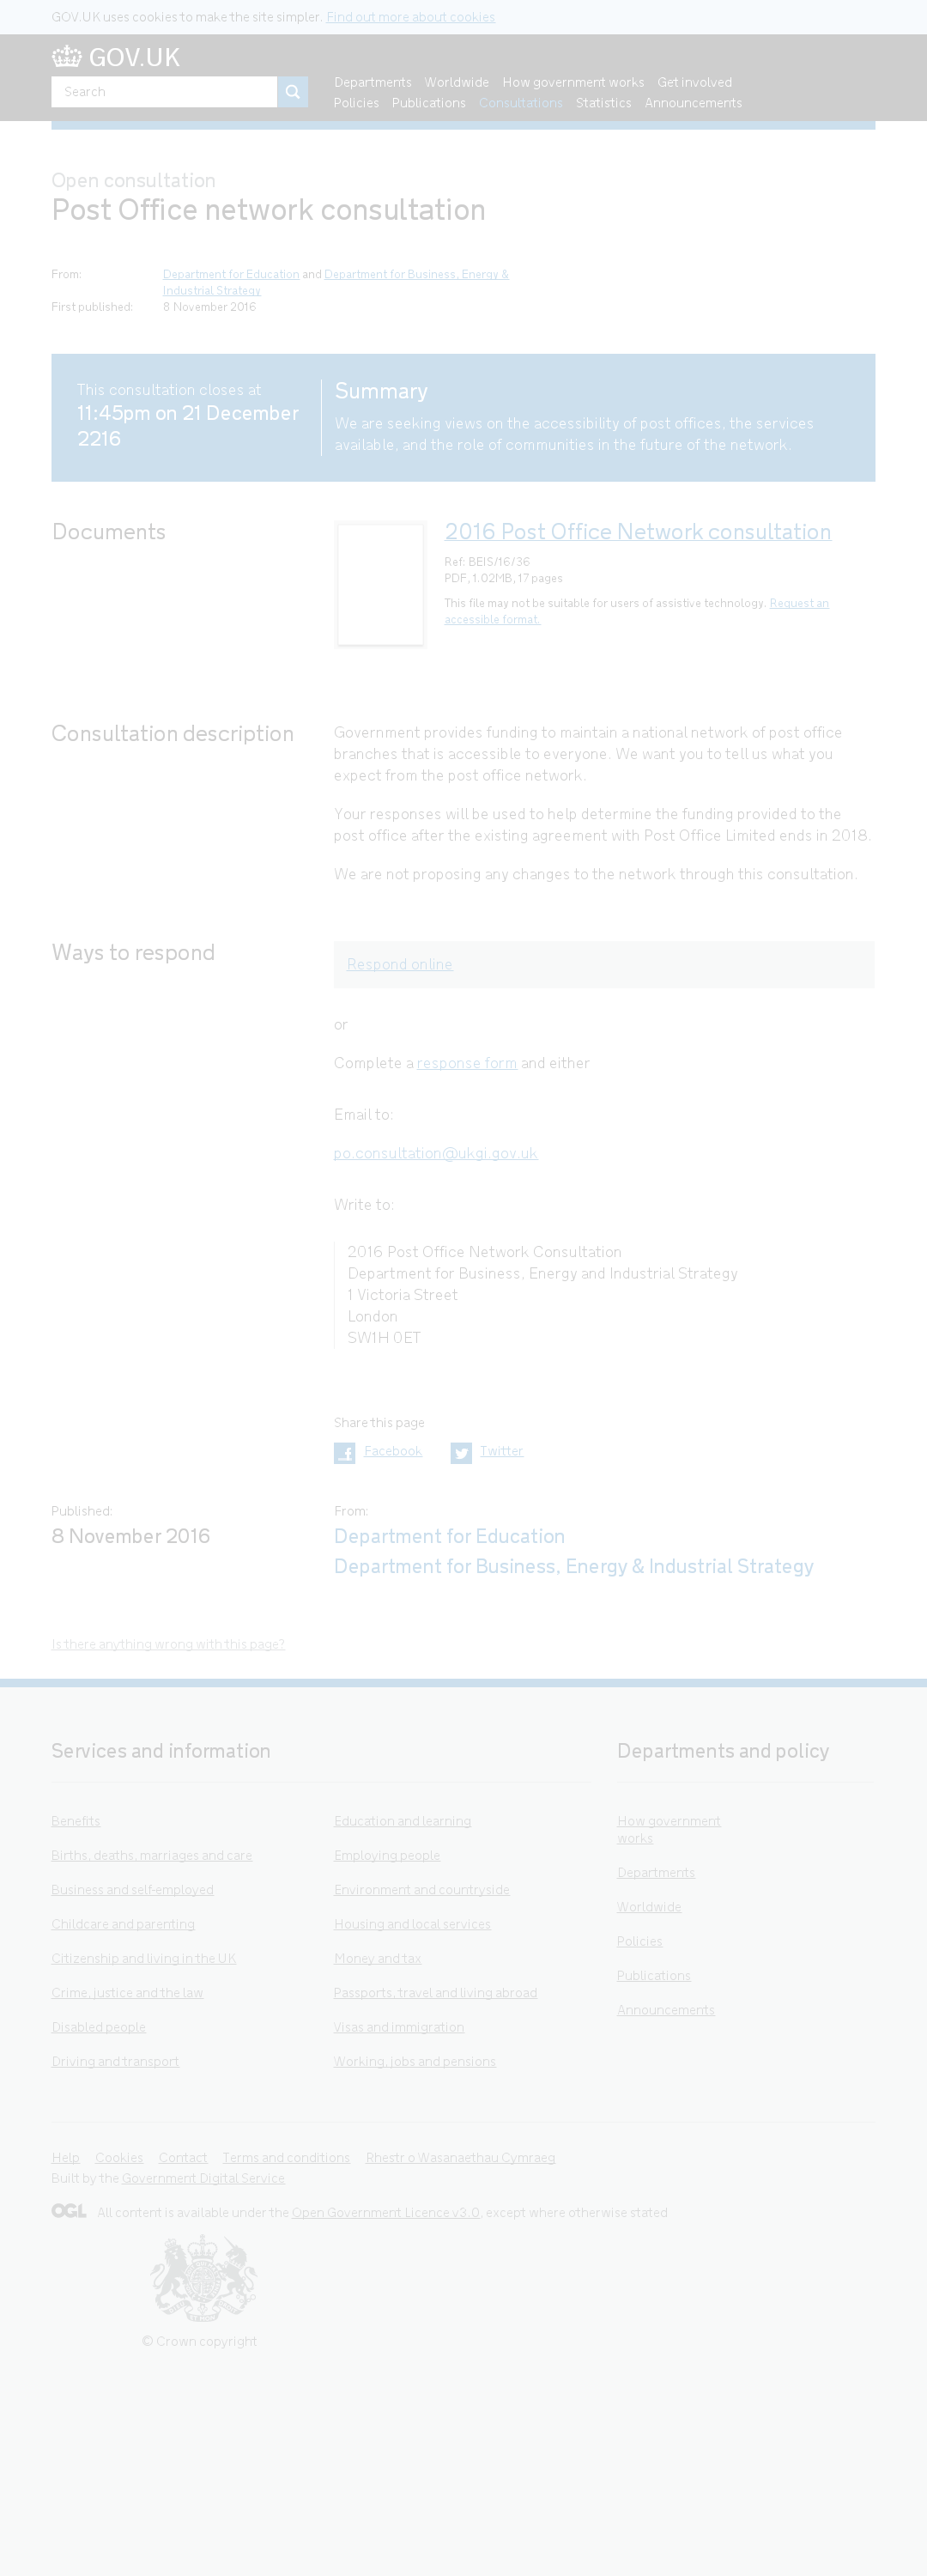 GOV.UK uses cookies to make the site simpler. Find out more about cookies
GOV.UK
Search
Departments Worldwide How government works Get involved
Policies Publications Consultations Statistics Announcements
Open consultation
Post Office network consultation
From: Department for Education and Department for Business, Energy &
Industrial Strategy
First published: 8 November 2016
This consultation closes at
11:45pm on 21 December
2216
Summary
We are seeking views on the accessibility of post offices, the services
available, and the role of communities in the future of the network.
Documents
2016 Post Office Network consultation
Ref: BEIS/16/36
PDF, 1.02MB, 17 pages
This file may not be suitable for users of assistive technology. Request an
accessible format.
Consultation description
Government provides funding to maintain a national network of post office
branches that is accessible to everyone. We want you to tell us what you
expect from the post office network.
Your responses will be used to help determine the funding provided to the
post office after the existing agreement with Post Office Limited ends in 2018.
We are not proposing any changes to the network through this consultation.
Ways to respond
Respond online
or
Complete a response form and either
Email to:
po.consultation@ukgi.gov.uk
Write to:
2016 Post Office Network Consultation
Department for Business, Energy and Industrial Strategy
1 Victoria Street
London
SW1H 0ET
Share this page
Facebook Twitter
Published:
8 November 2016
From:
Department for Education
Department for Business, Energy & Industrial Strategy
Is there anything wrong with this page?
Services and information
Benefits
Births, deaths, marriages and care
Business and self-employed
Childcare and parenting
Citizenship and living in the UK
Crime, justice and the law
Disabled people
Driving and transport
Education and learning
Employing people
Environment and countryside
Housing and local services
Money and tax
Passports, travel and living abroad
Visas and immigration
Working, jobs and pensions
Departments and policy
How government
works
Departments
Worldwide
Policies
Publications
Announcements
Help Cookies Contact Terms and conditions Rhestr o Wasanaethau Cymraeg
Built by the Government Digital Service
OGL All content is available under the Open Government Licence v3.0, except where otherwise stated
© Crown copyright